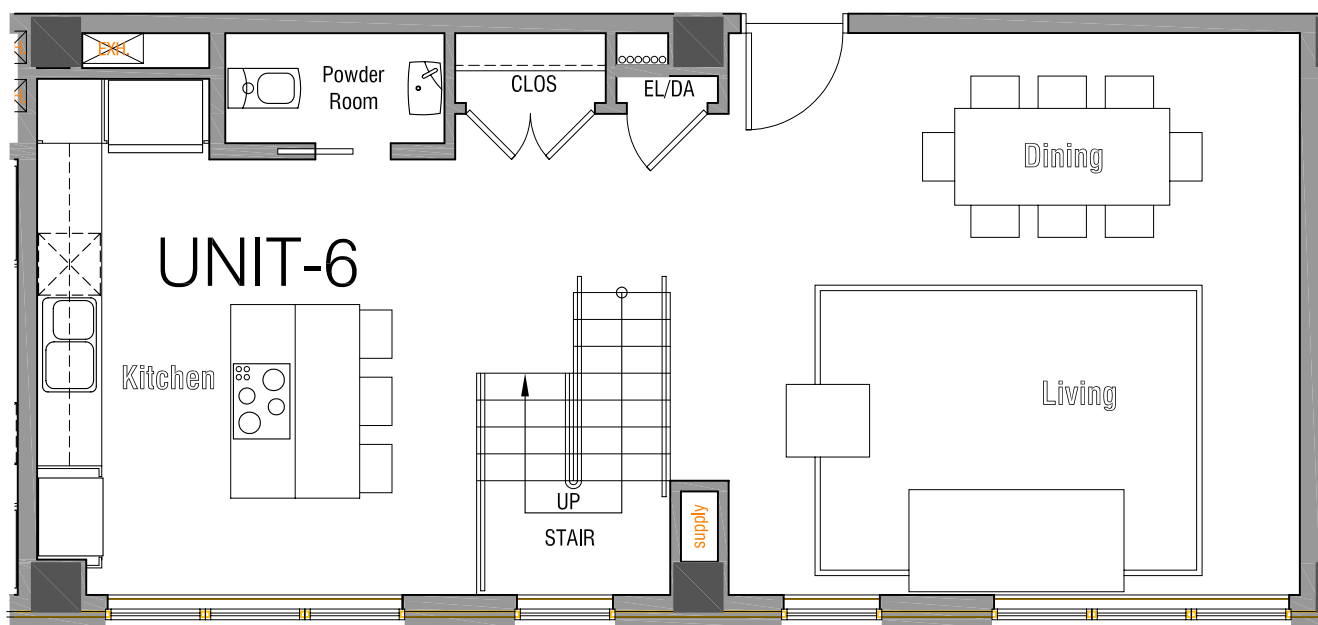 EXH.
Powder
Room
CLOS
EL/DA
Dining
UNIT-6
Kitchen
Living
UP
STAIR
supply